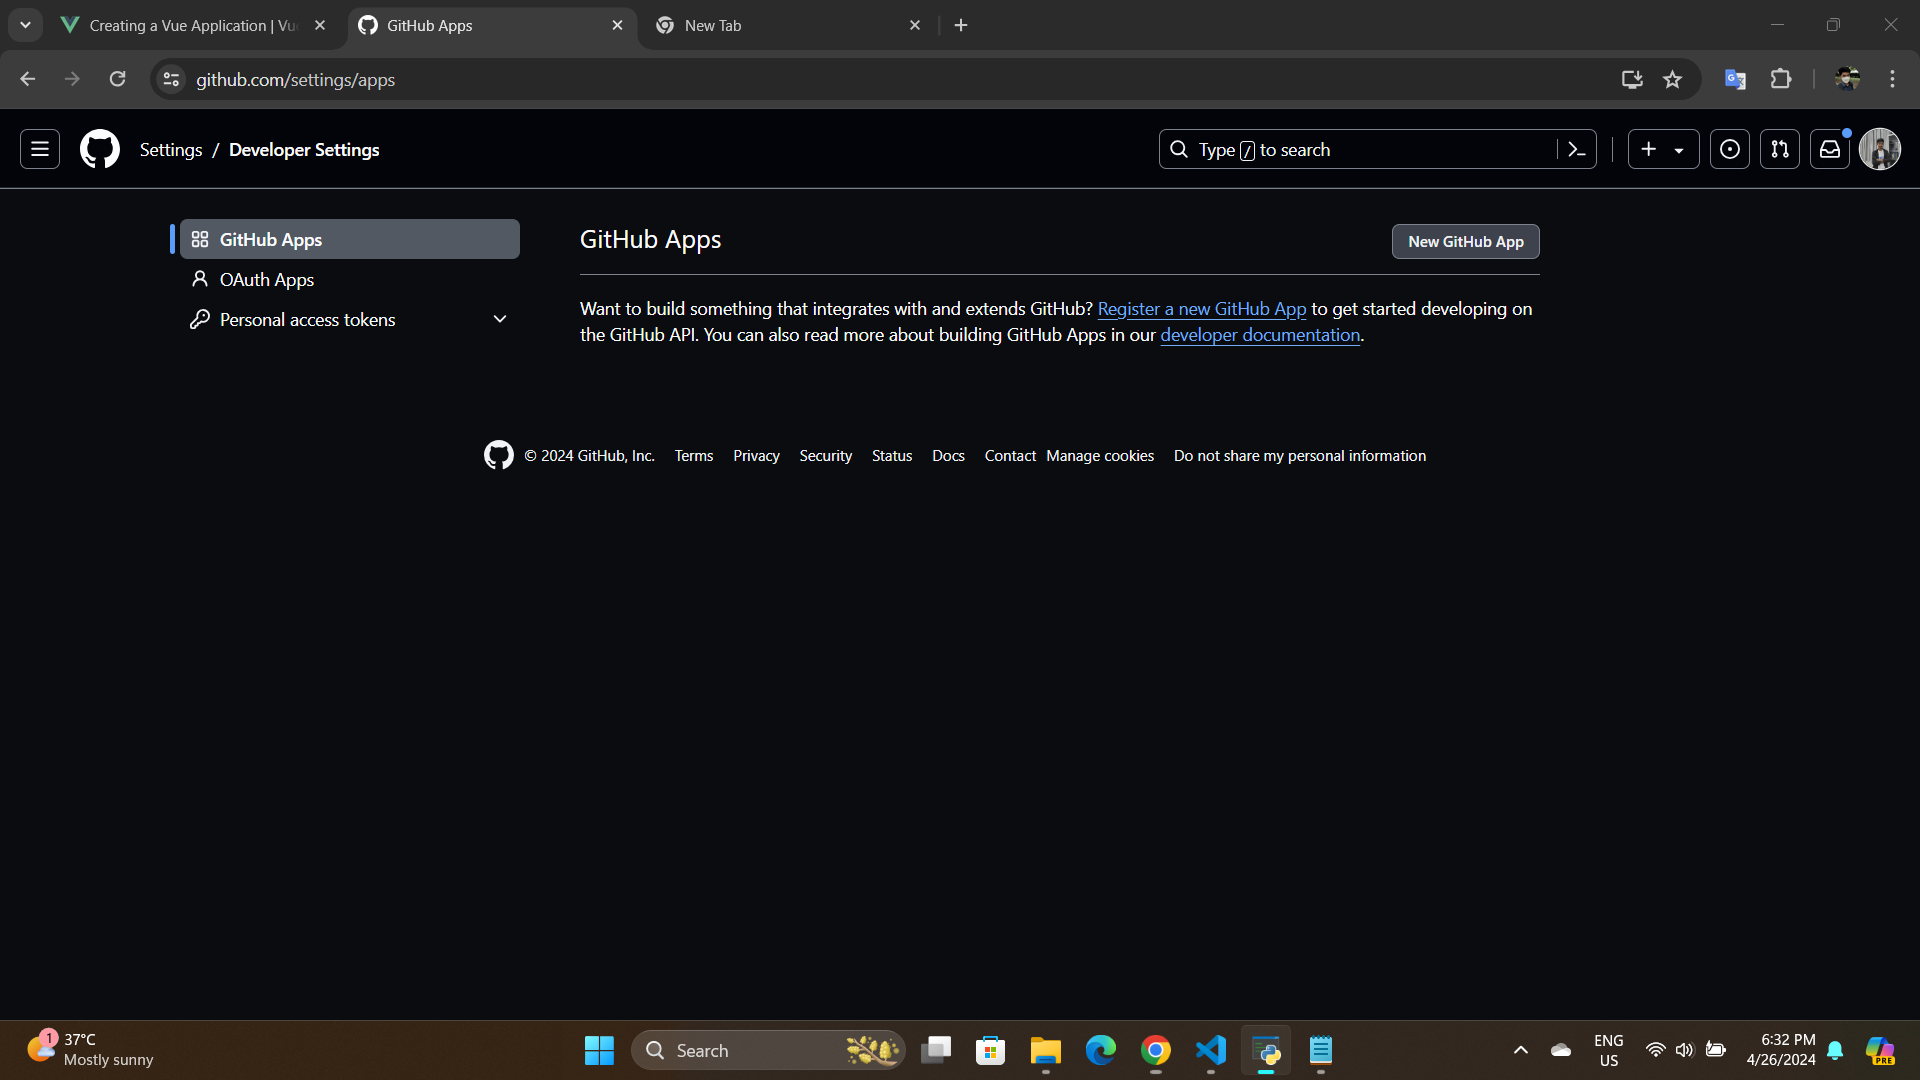 Creating a Vue Application | Vu
GitHub Apps
New Tab
github.com/settings/apps
Settings / Developer Settings
Type / to search
GitHub Apps
OAuth Apps
Personal access tokens
GitHub Apps
New GitHub App
Want to build something that integrates with and extends GitHub? Register a new GitHub App to get started developing on
the GitHub API. You can also read more about building GitHub Apps in our developer documentation.
© 2024 GitHub, Inc. Terms Privacy Security Status Docs Contact Manage cookies Do not share my personal information
1
37°C
Mostly sunny
Search
ENG
US
6:32 PM
4/26/2024
PRE